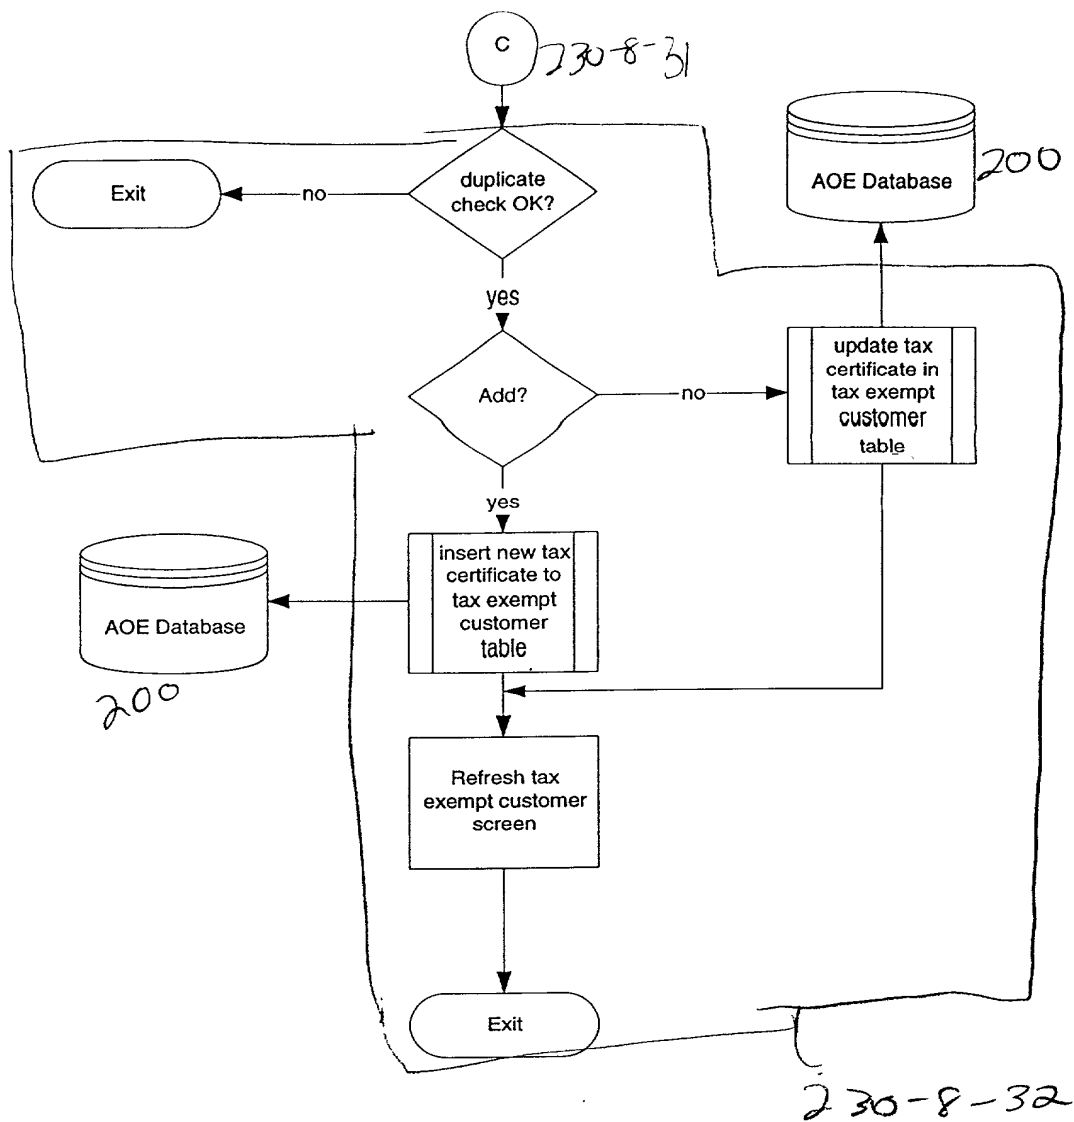 C
230-8-31
duplicate
check OK?
no
Exit
AOE Database
200
yes
Add?
no
update tax
certificate in
tax exempt
customer
table
yes
insert new tax
certificate to
tax exempt
customer
table
AOE Database
200
Refresh tax
exempt customer
screen
Exit
230-8-32